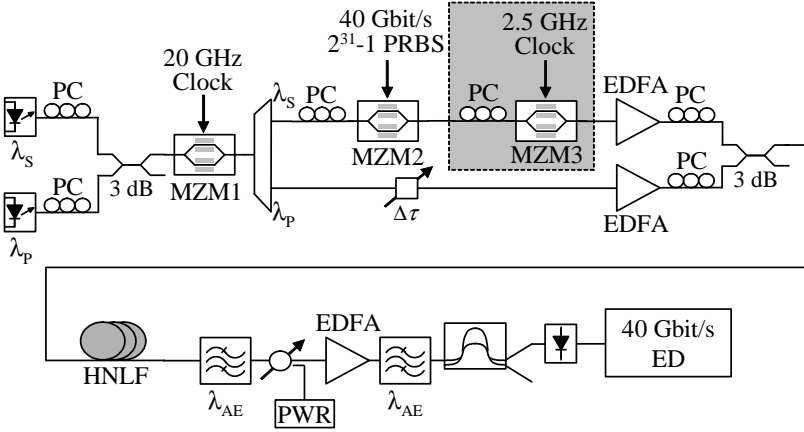 40 Gbit/s
2³¹-1 PRBS
2.5 GHz
Clock
20 GHz
Clock
PC
λS
PC
PC
EDFA
PC
λS
MZM1
MZM2
MZM3
3 dB
PC
λP
λP
Δτ
EDFA
PC
3 dB
HNLF
λAE
PWR
EDFA
λAE
40 Gbit/s
ED